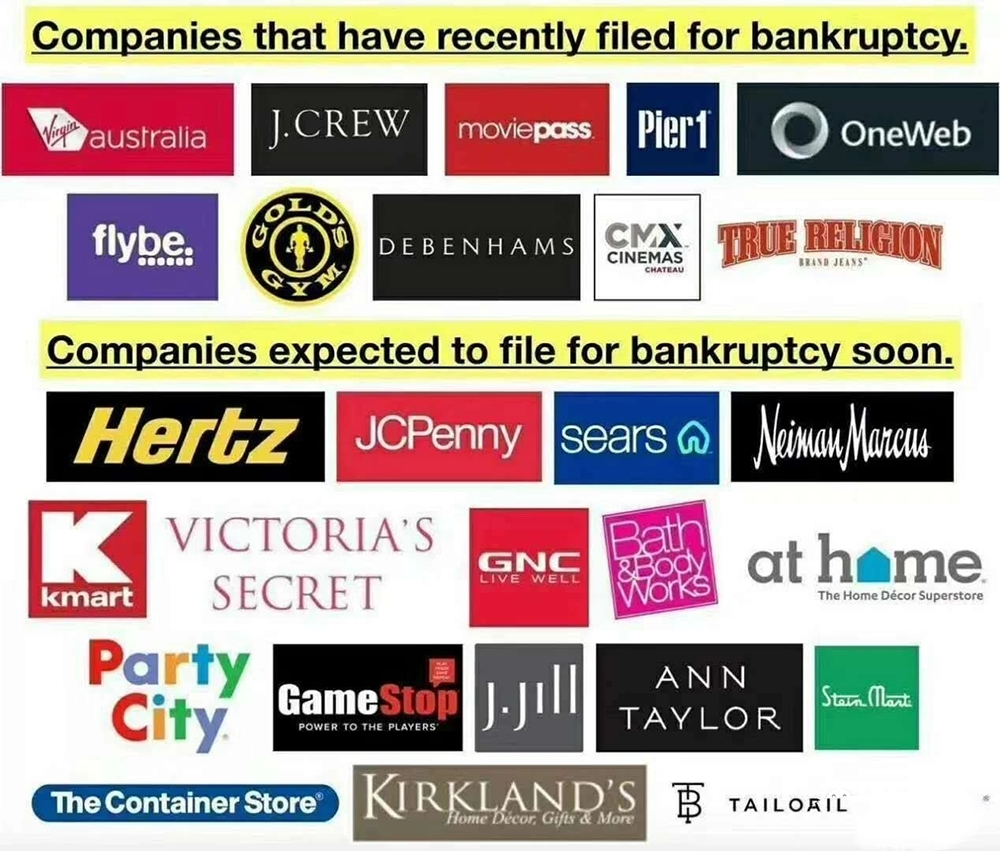 Companies that have recently filed for bankruptcy.
Virgin australia
J.CREW
moviepass
Pier1
OneWeb
flybe.
GOLD'S GYM
DEBENHAMS
CMX
CINEMAS
CHATEAU
TRUE RELIGION
BRAND JEANS
Companies expected to file for bankruptcy soon.
Hertz
JCPenny
sears
Neiman Marcus
K
kmart
VICTORIA'S
SECRET
GNC
LIVE WELL
Bath
&Body
Works
at home.
The Home Décor Superstore
Party
City.
GameStop
POWER TO THE PLAYERS
J.Jill
ANN
TAYLOR
Stein Mart
The Container Store®
KIRKLAND'S
Home Décor, Gifts & More
TB